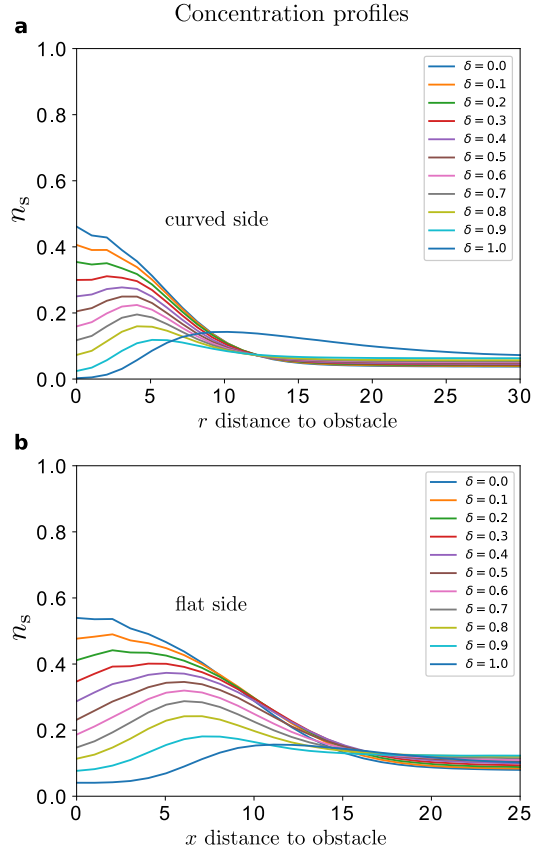 Concentration profiles
a
1.0
0.8
0.6
0.4
0.2
0.0
n_s
curved side
δ = 0.0
δ = 0.1
δ = 0.2
δ = 0.3
δ = 0.4
δ = 0.5
δ = 0.6
δ = 0.7
δ = 0.8
δ = 0.9
δ = 1.0
0 5 10 15 20 25 30
r distance to obstacle
b
1.0
0.8
0.6
0.4
0.2
0.0
n_s
flat side
δ = 0.0
δ = 0.1
δ = 0.2
δ = 0.3
δ = 0.4
δ = 0.5
δ = 0.6
δ = 0.7
δ = 0.8
δ = 0.9
δ = 1.0
0 5 10 15 20 25
x distance to obstacle